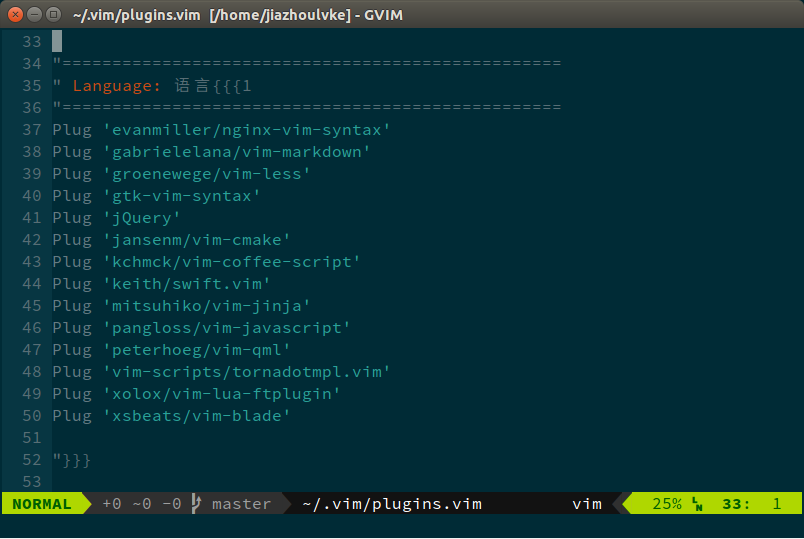 ~/.vim/plugins.vim [/home/jiazhoulvke] - GVIM
33
34 "==================================================
35 " Language: 语言{{{1
36 "==================================================
37 Plug 'evanmiller/nginx-vim-syntax'
38 Plug 'gabrielelana/vim-markdown'
39 Plug 'groenewege/vim-less'
40 Plug 'gtk-vim-syntax'
41 Plug 'jQuery'
42 Plug 'jansenm/vim-cmake'
43 Plug 'kchmck/vim-coffee-script'
44 Plug 'keith/swift.vim'
45 Plug 'mitsuhiko/vim-jinja'
46 Plug 'pangloss/vim-javascript'
47 Plug 'peterhoeg/vim-qml'
48 Plug 'vim-scripts/tornadotmpl.vim'
49 Plug 'xolox/vim-lua-ftplugin'
50 Plug 'xsbeats/vim-blade'
51
52 "}}}
53
NORMAL +0 ~0 -0 master ~/.vim/plugins.vim vim 25% LN 33: 1